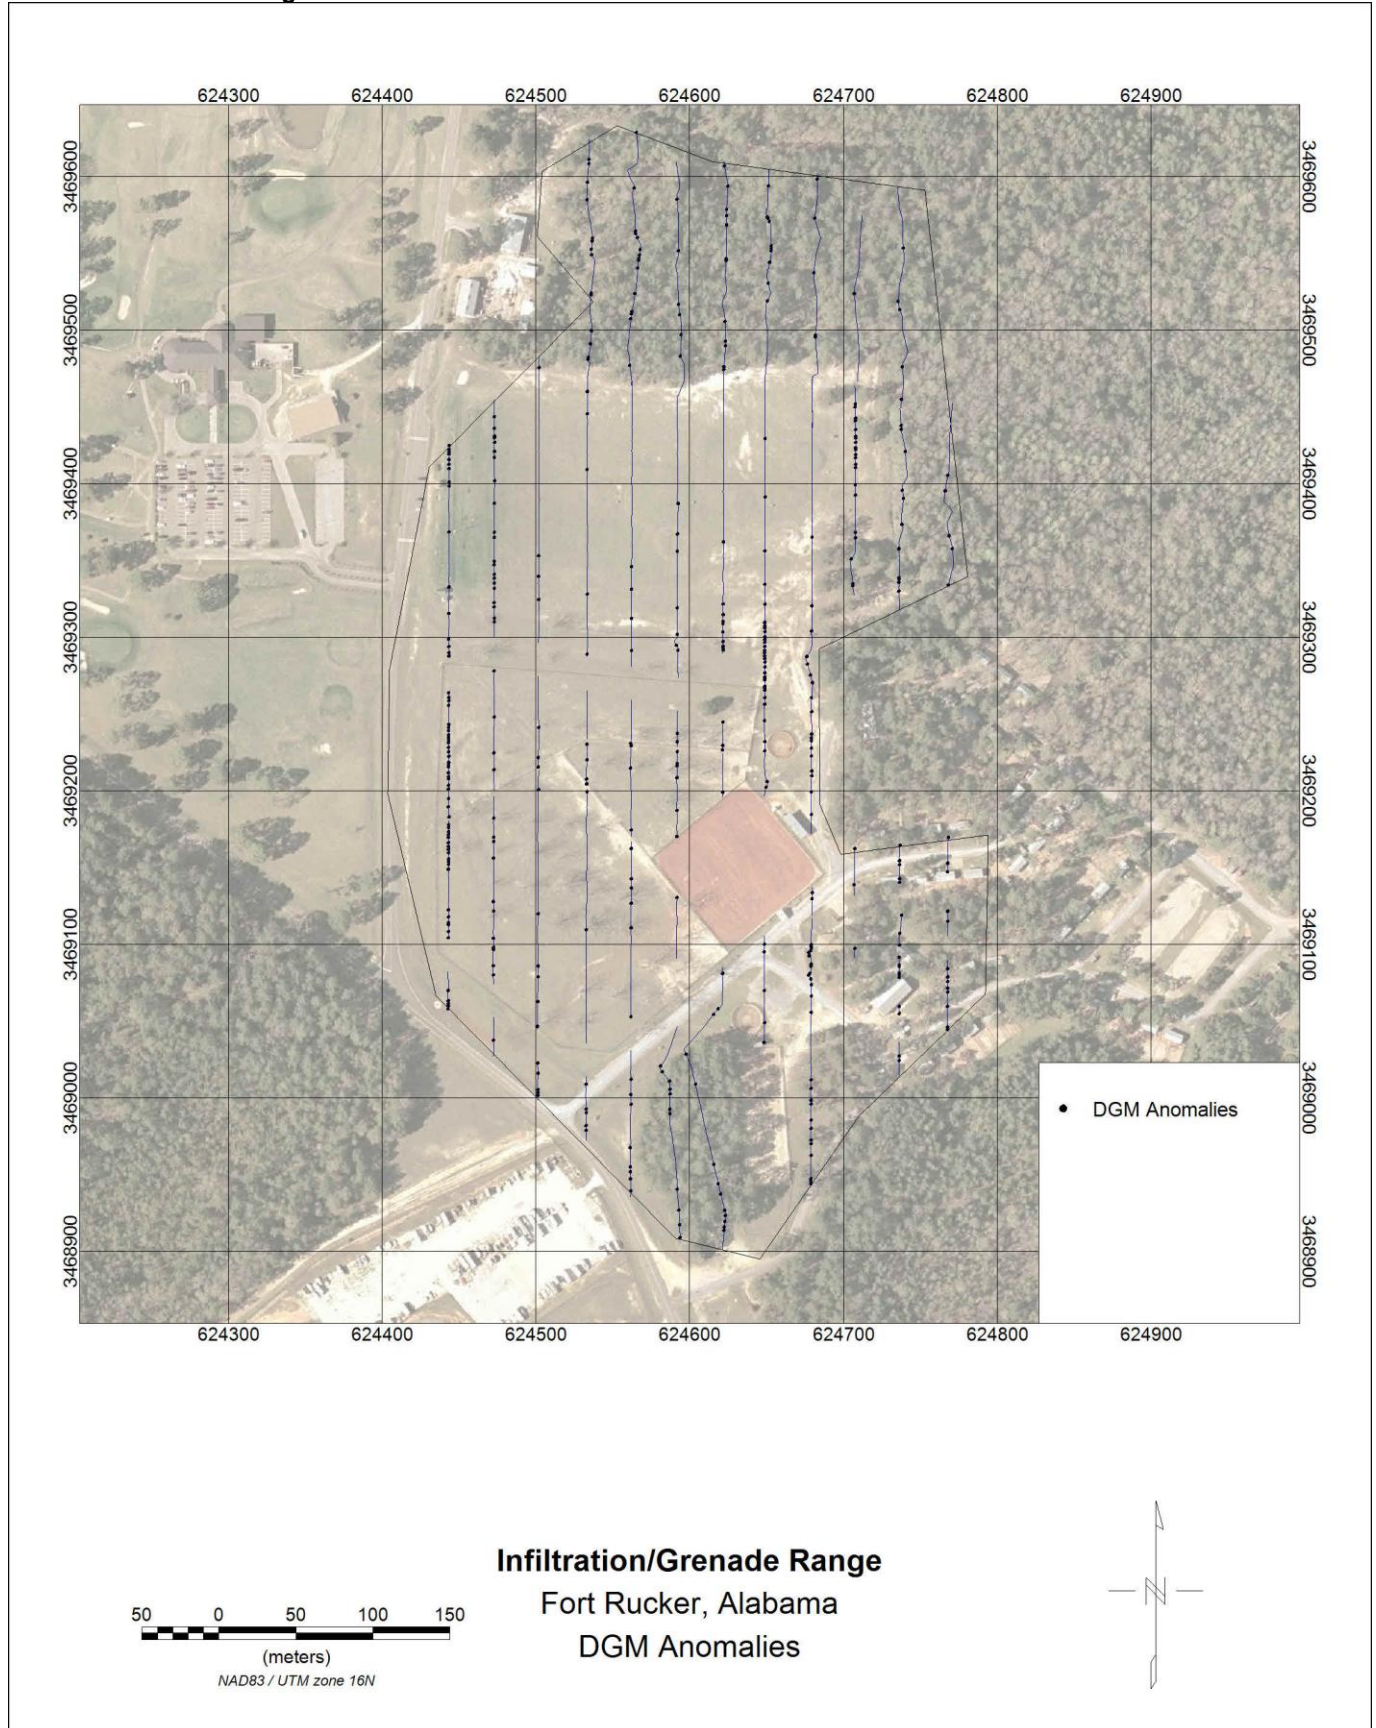 g
624300 624400 624500 624600 624700 624800 624900
3469600 3469600
3469500 3469500
3469400 3469400
3469300 3469300
3469200 3469200
3469100 3469100
3469000 3469000
3468900 3468900
DGM Anomalies
624300 624400 624500 624600 624700 624800 624900
Infiltration/Grenade Range
Fort Rucker, Alabama
DGM Anomalies
50 0 50 100 150
(meters)
NAD83 / UTM zone 16N
N